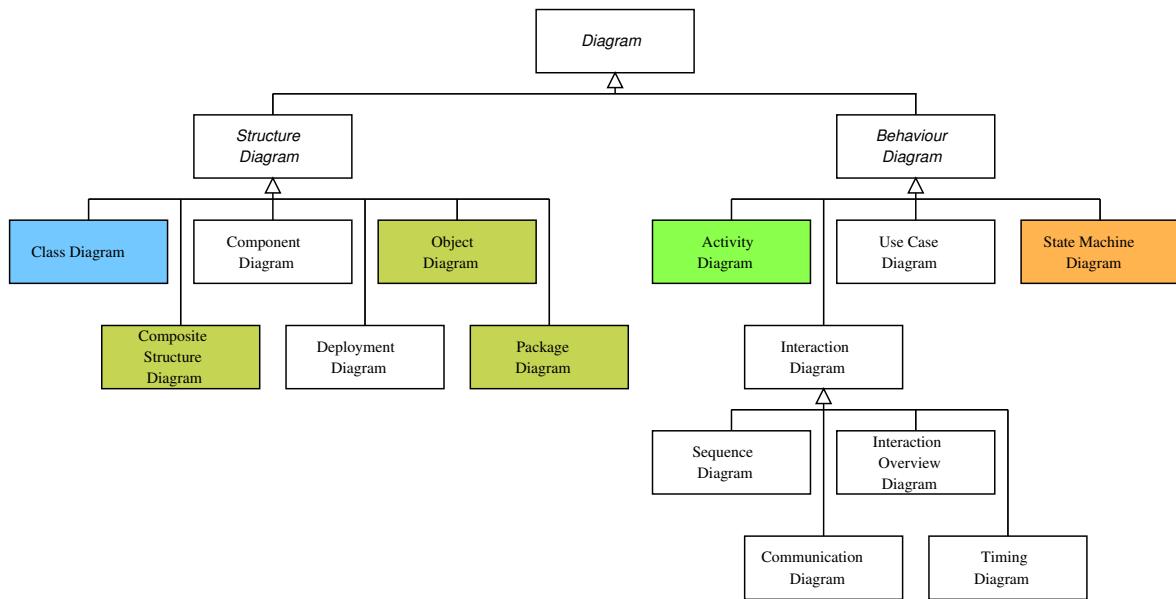 Diagram
Structure
Diagram
Behaviour
Diagram
Class Diagram
Component
Diagram
Object
Diagram
Activity
Diagram
Use Case
Diagram
State Machine
Diagram
Composite
Structure
Diagram
Deployment
Diagram
Package
Diagram
Interaction
Diagram
Sequence
Diagram
Interaction
Overview
Diagram
Communication
Diagram
Timing
Diagram